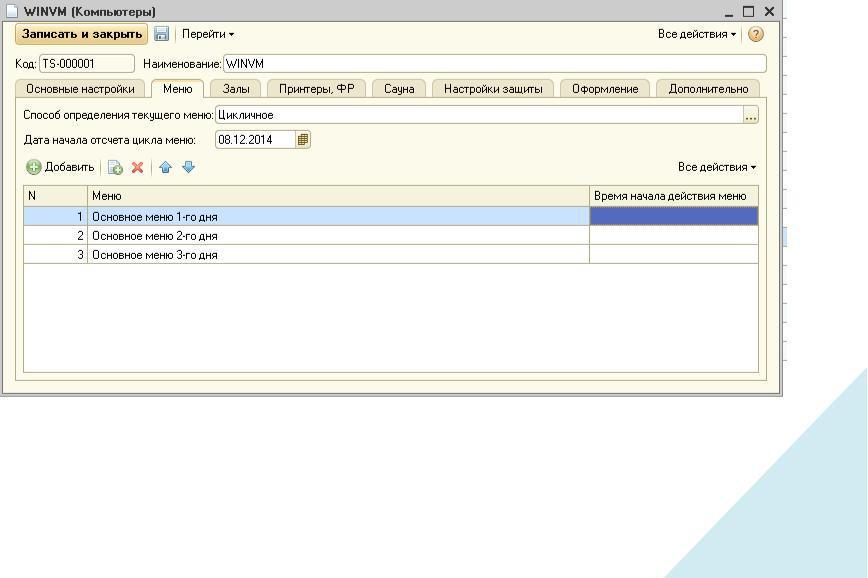 WINVM (Компьютеры)
Записать и закрыть Перейти Все действия ?
Код: TS-000001 Наименование: WINVM
Основные настройки Меню Залы Принтеры, ФР Сауна Настройки защиты Оформление Дополнительно
Способ определения текущего меню: Цикличное ...
Дата начала отсчета цикла меню: 08.12.2014
Добавить Все действия
N Меню Время начала действия меню
1 Основное меню 1-го дня
2 Основное меню 2-го дня
3 Основное меню 3-го дня